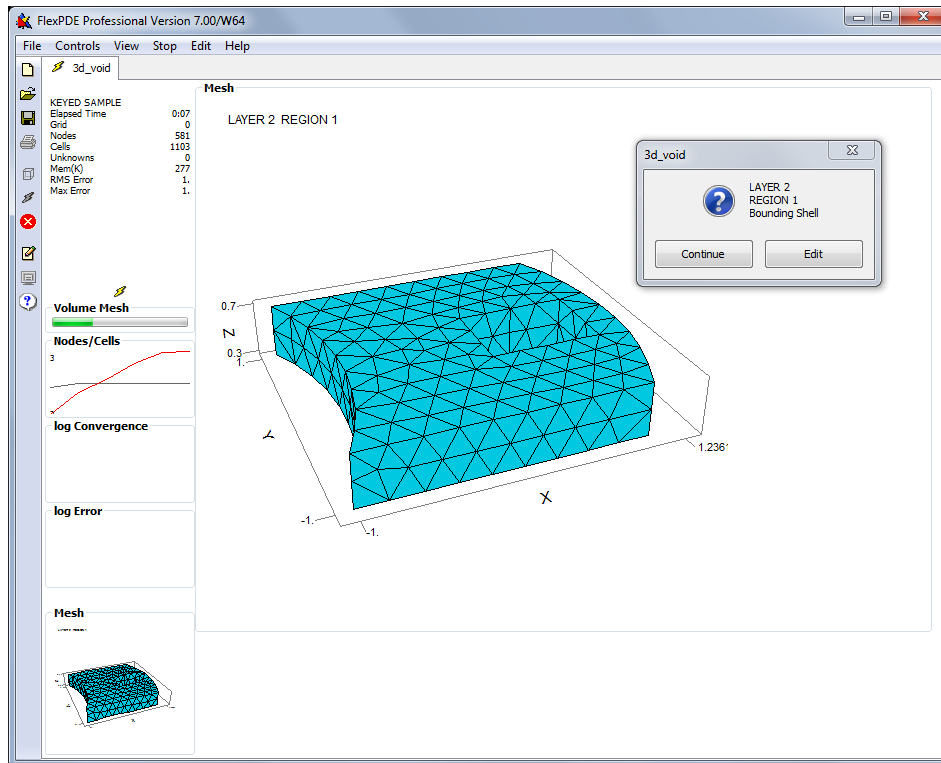 FlexPDE Professional Version 7.00/W64
File Controls View Stop Edit Help
3d_void
KEYED SAMPLE
Elapsed Time 0:07
Grid 0
Nodes 581
Cells 1103
Unknowns 0
Mem(K) 277
RMS Error 1.
Max Error 1.
Volume Mesh
Nodes/Cells
3
log Convergence
log Error
Mesh
Mesh
LAYER 2 REGION 1
0.7
Z
0.3
1.
Y
-1.
-1.
X
1.236
3d_void
LAYER 2
REGION 1
Bounding Shell
Continue Edit